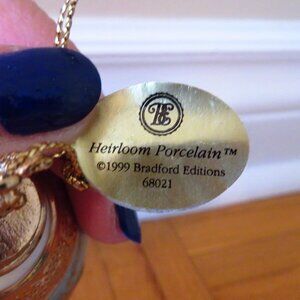 BE
Heirloom Porcelain™
©1999 Bradford Editions
68021